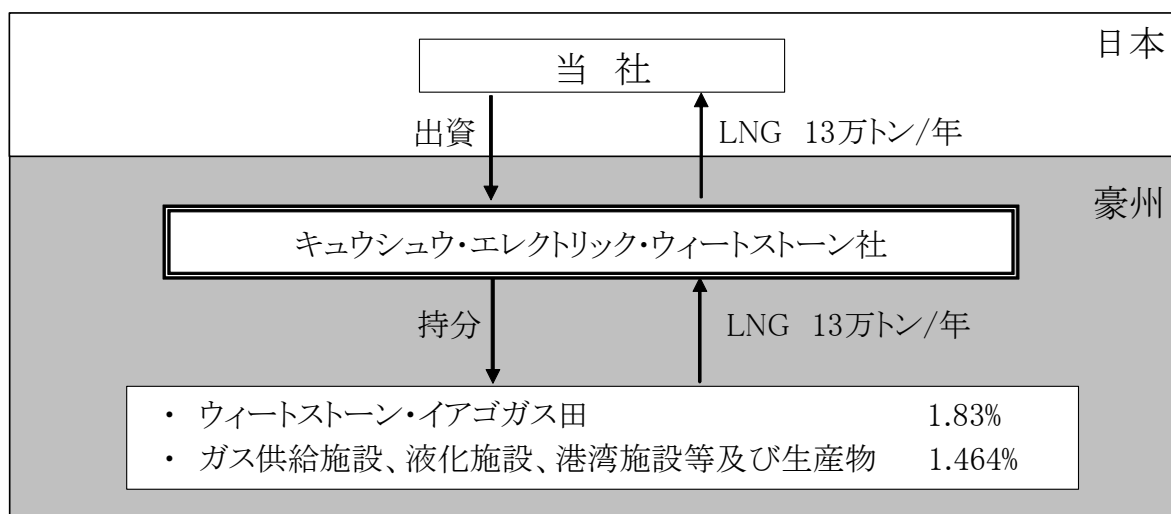 日本
当 社
出資
LNG 13万トン/年
豪州
キュウシュウ・エレクトリック・ウィートストーン社
持分
LNG 13万トン/年
・ ウィートストーン・イアゴガス田 1.83%
・ ガス供給施設、液化施設、港湾施設等及び生産物 1.464%